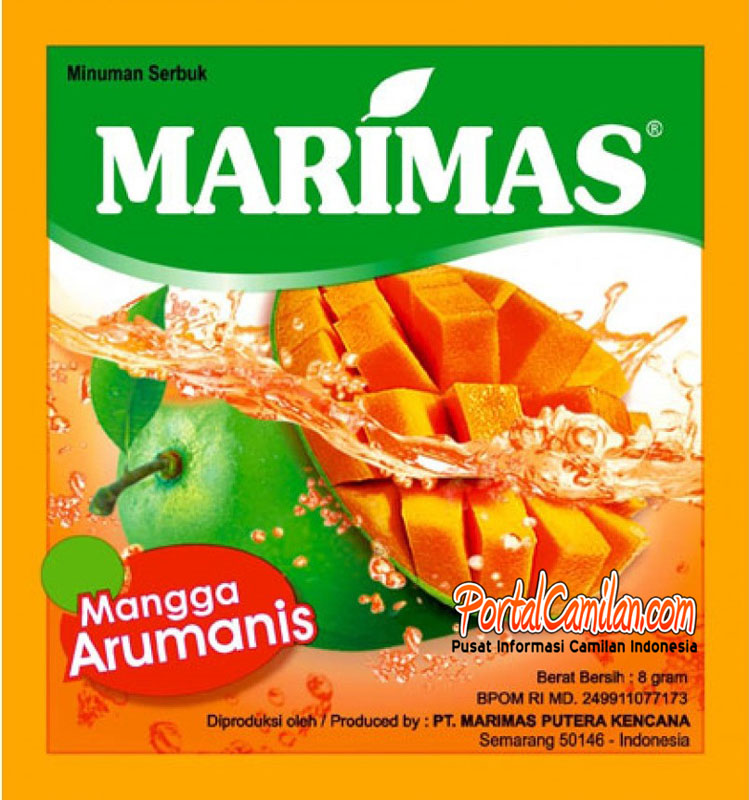 Minuman Serbuk
MARIMAS®
Mangga
Arumanis
PortalCamilan.com
Pusat Informasi Camilan Indonesia
Berat Bersih : 8 gram
BPOM RI MD. 249911077173
Diproduksi oleh / Produced by : PT. MARIMAS PUTERA KENCANA
Semarang 50146 - Indonesia